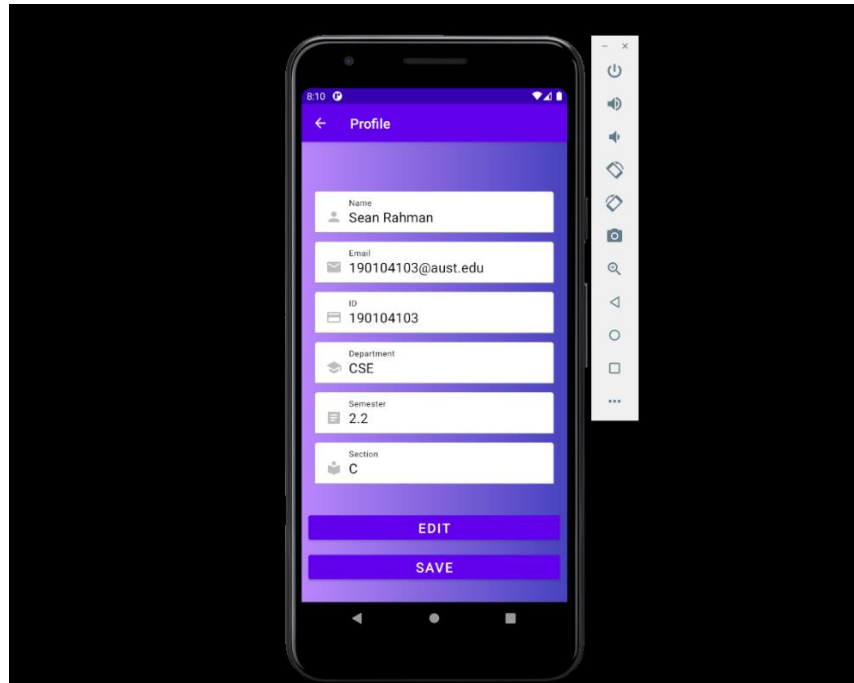 8:10
Profile
Name
Sean Rahman
Email
190104103@aust.edu
ID
190104103
Department
CSE
Semester
2.2
Section
C
EDIT
SAVE